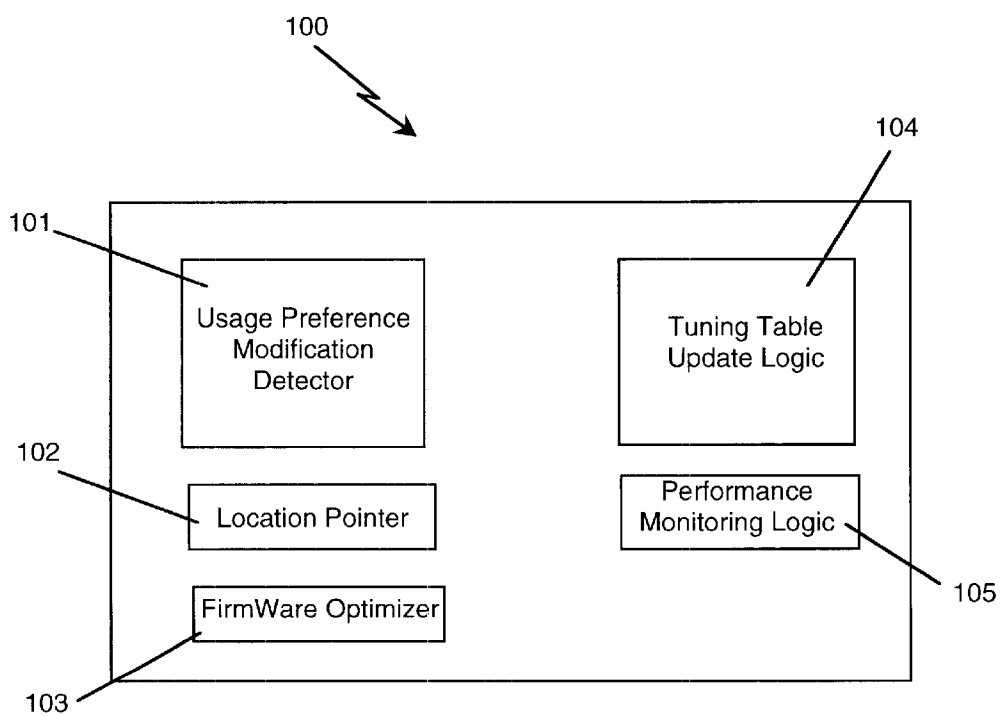 100
104
101
Usage Preference
Modification
Detector
Tuning Table
Update Logic
102
Location Pointer
Performance
Monitoring Logic
105
FirmWare Optimizer
103